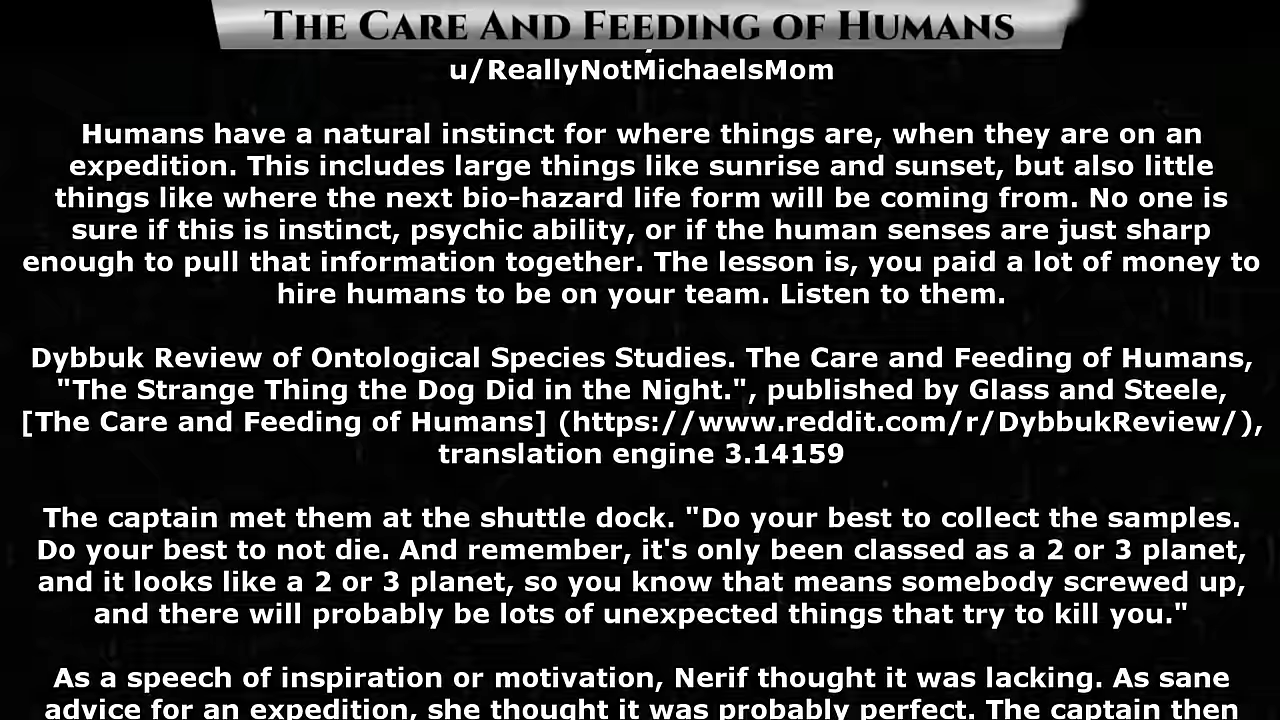 The Care And Feeding of Humans
u/ReallyNotMichaelsMom
Humans have a natural instinct for where things are, when they are on an
expedition. This includes large things like sunrise and sunset, but also little
things like where the next bio-hazard life form will be coming from. No one is
sure if this is instinct, psychic ability, or if the human senses are just sharp
enough to pull that information together. The lesson is, you paid a lot of money to
hire humans to be on your team. Listen to them.
Dybbuk Review of Ontological Species Studies. The Care and Feeding of Humans,
"The Strange Thing the Dog Did in the Night.", published by Glass and Steele,
[The Care and Feeding of Humans] (https://www.reddit.com/r/DybbukReview/),
translation engine 3.14159
The captain met them at the shuttle dock. "Do your best to collect the samples.
Do your best to not die. And remember, it's only been classed as a 2 or 3 planet,
and it looks like a 2 or 3 planet, so you know that means somebody screwed up,
and there will probably be lots of unexpected things that try to kill you."
As a speech of inspiration or motivation, Nerif thought it was lacking. As sane
advice for an expedition, she thought it was probably perfect. The captain then